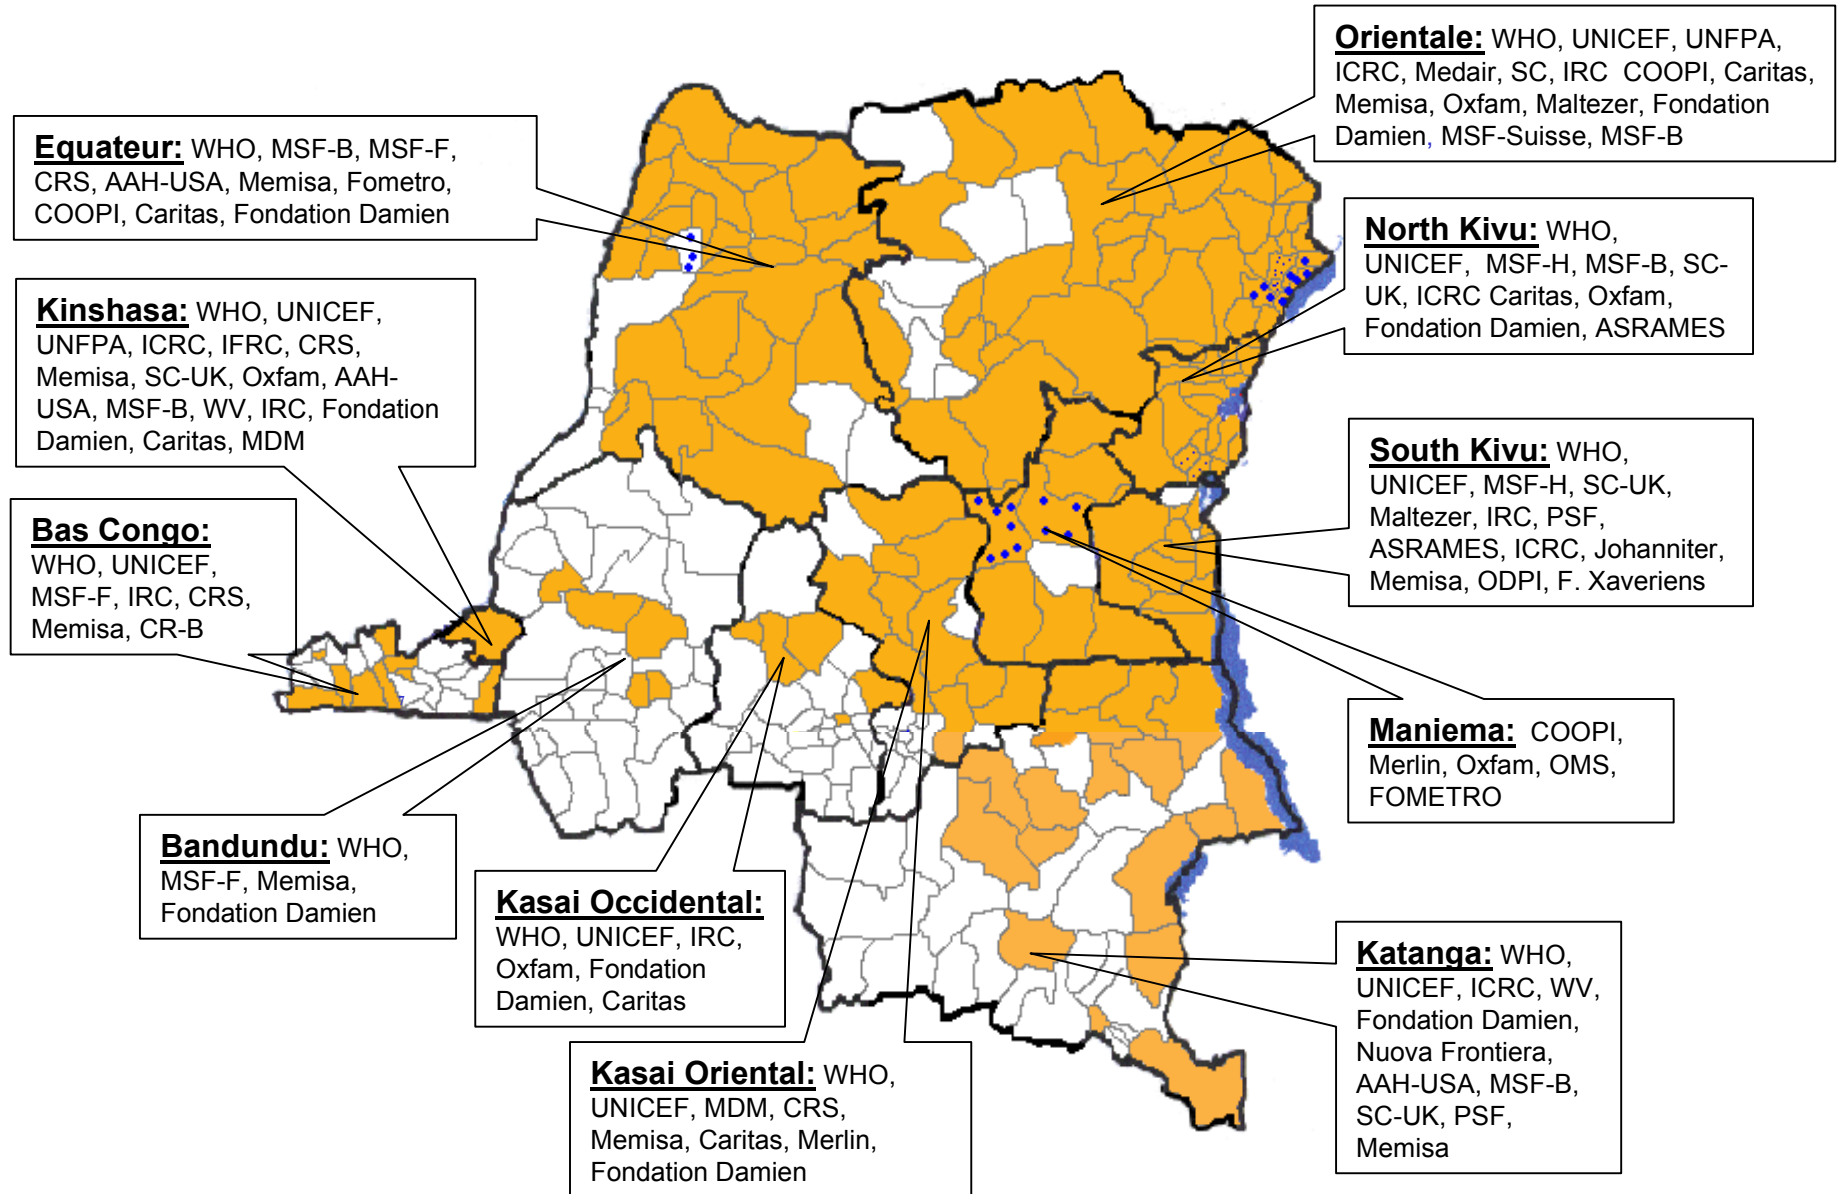 Orientale: WHO, UNICEF, UNFPA,
ICRC, Medair, SC, IRC COOPI, Caritas,
Memisa, Oxfam, Maltezer, Fondation
Damien, MSF-Suisse, MSF-B
Equateur: WHO, MSF-B, MSF-F,
CRS, AAH-USA, Memisa, Fometro,
COOPI, Caritas, Fondation Damien
North Kivu: WHO,
UNICEF, MSF-H, MSF-B, SC-
UK, ICRC Caritas, Oxfam,
Fondation Damien, ASRAMES
Kinshasa: WHO, UNICEF,
UNFPA, ICRC, IFRC, CRS,
Memisa, SC-UK, Oxfam, AAH-
USA, MSF-B, WV, IRC, Fondation
Damien, Caritas, MDM
South Kivu: WHO,
UNICEF, MSF-H, SC-UK,
Maltezer, IRC, PSF,
ASRAMES, ICRC, Johanniter,
Memisa, ODPI, F. Xaveriens
Bas Congo:
WHO, UNICEF,
MSF-F, IRC, CRS,
Memisa, CR-B
Maniema: COOPI,
Merlin, Oxfam, OMS,
FOMETRO
Bandundu: WHO,
MSF-F, Memisa,
Fondation Damien
Kasai Occidental:
WHO, UNICEF, IRC,
Oxfam, Fondation
Damien, Caritas
Katanga: WHO,
UNICEF, ICRC, WV,
Fondation Damien,
Nuova Frontiera,
AAH-USA, MSF-B,
SC-UK, PSF,
Memisa
Kasai Oriental: WHO,
UNICEF, MDM, CRS,
Memisa, Caritas, Merlin,
Fondation Damien